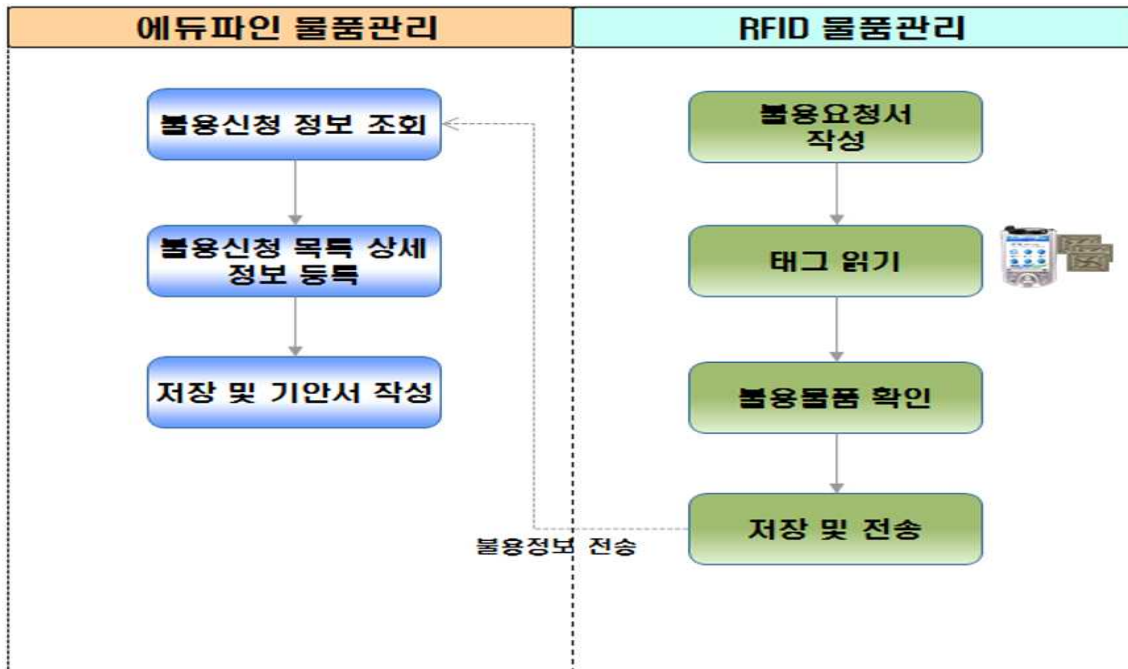 에듀파인 물품관리
RFID 물품관리
불용신청 정보 조회
불용신청 목특 상세
정보 등특
저장 및 기안서 작성
불용요청서
작성
태그 읽기
불용물품 확인
저장 및 전송
불용정보 전송